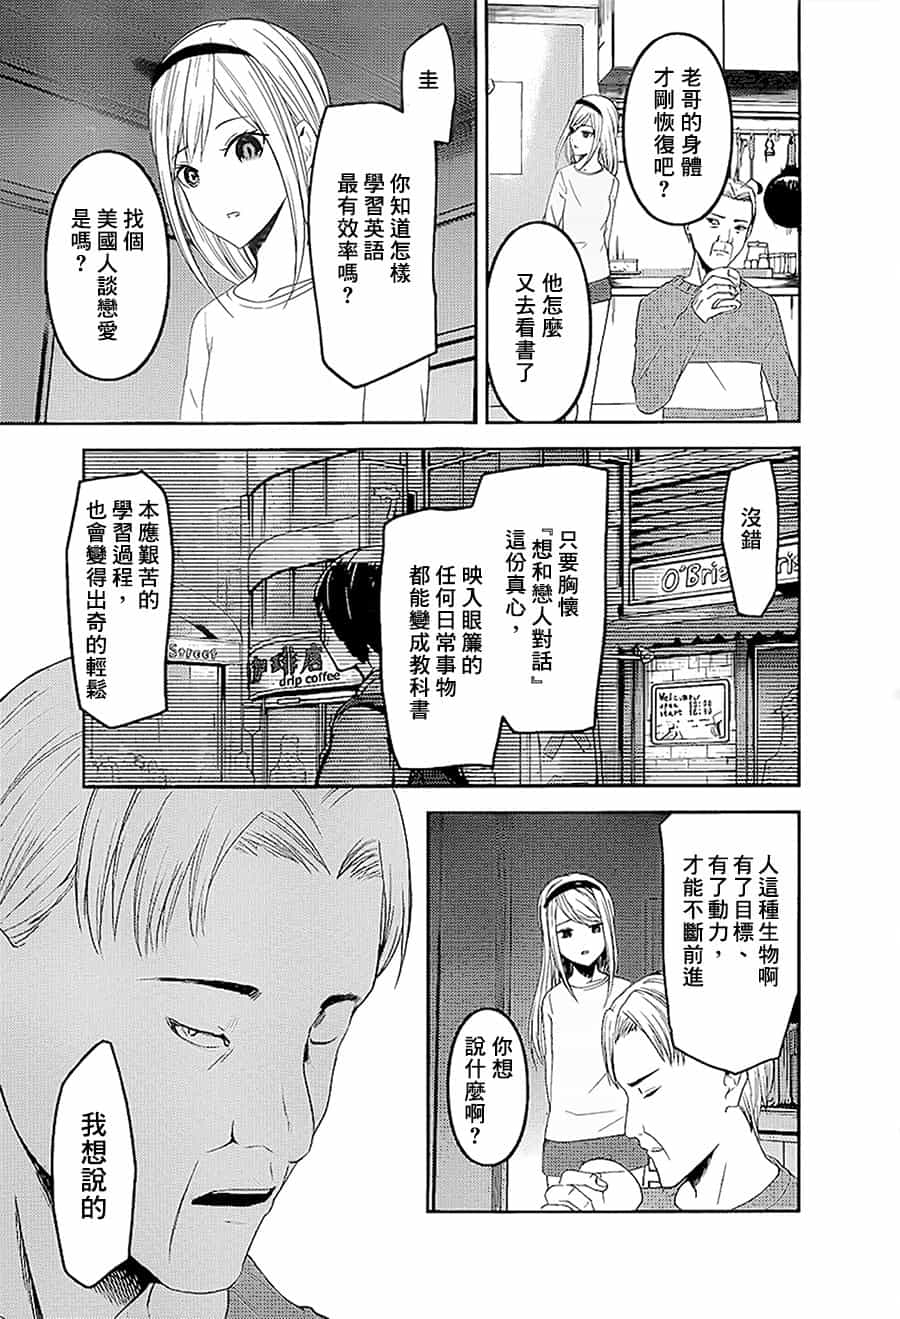 老哥的身體
才剛恢復吧？
他怎麼
又去看書了
圭
你知道怎樣
學習英語
最有效率嗎？
找個
美國人談戀愛
是嗎？
沒錯
O'Brie
只要胸懷
『想和戀人對話』
這份真心，
映入眼簾的
任何日常事物
都能變成教科書
珈琲店
drip coffee
Street
本應艱苦的
學習過程，
也會變得出奇的輕鬆
人這種生物啊
有了目標、
有了動力，
才能不斷前進
你想
說什麼啊？
我想說的